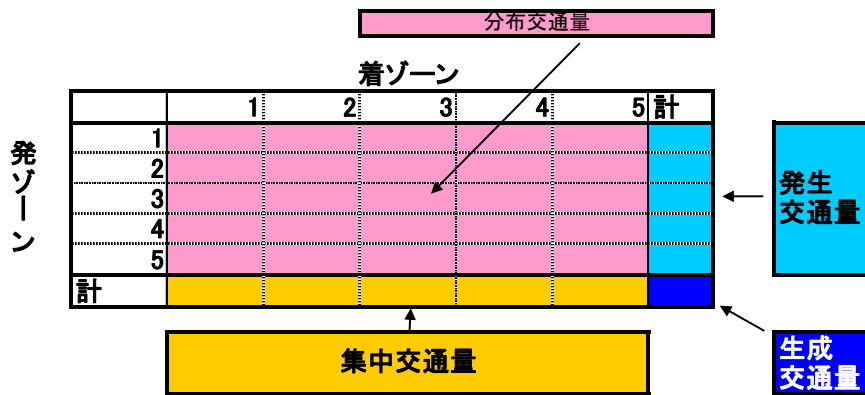 分布交通量
着ゾーン
1 2 3 4 5 計
発ゾーン
1
2
3
4
5
計
発生
交通量
集中交通量
生成
交通量